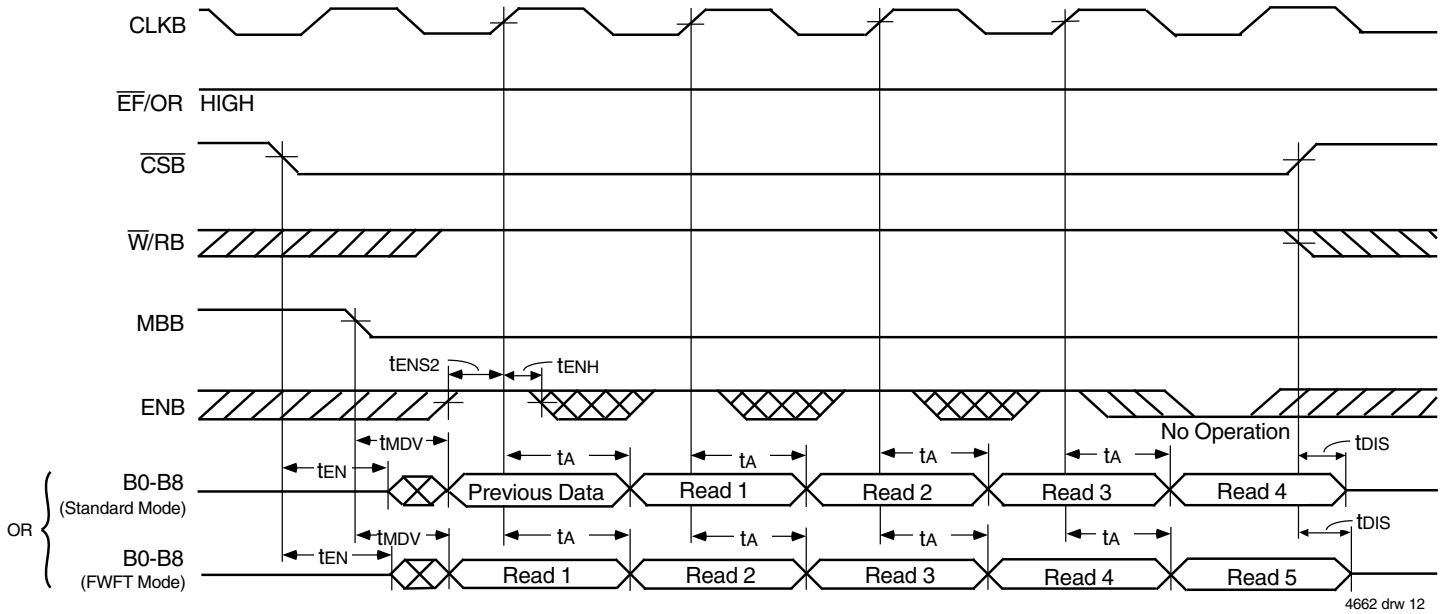 CLKB
EF/OR HIGH
CSB
W/RB
MBB
tENS2 tENH
ENB
No Operation
tMDV tA tA tA tA tDIS
tEN
B0-B8 Previous Data Read 1 Read 2 Read 3 Read 4
(Standard Mode)
OR
tMDV tA tA tA tA tDIS
tEN
B0-B8 Read 1 Read 2 Read 3 Read 4 Read 5
(FWFT Mode)
4662 drw 12